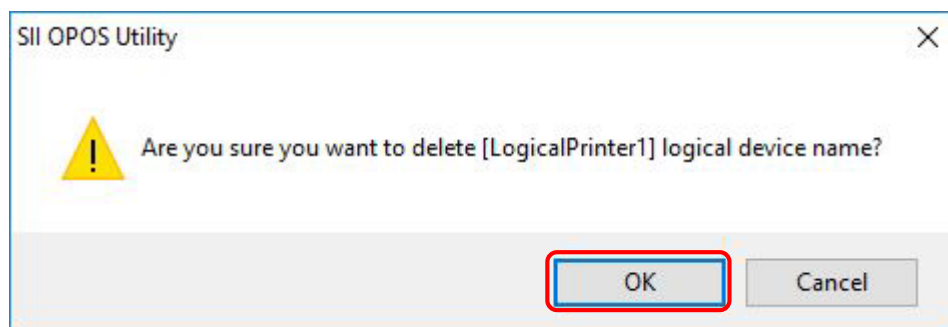 SII OPOS Utility
Are you sure you want to delete [LogicalPrinter1] logical device name?
OK
Cancel